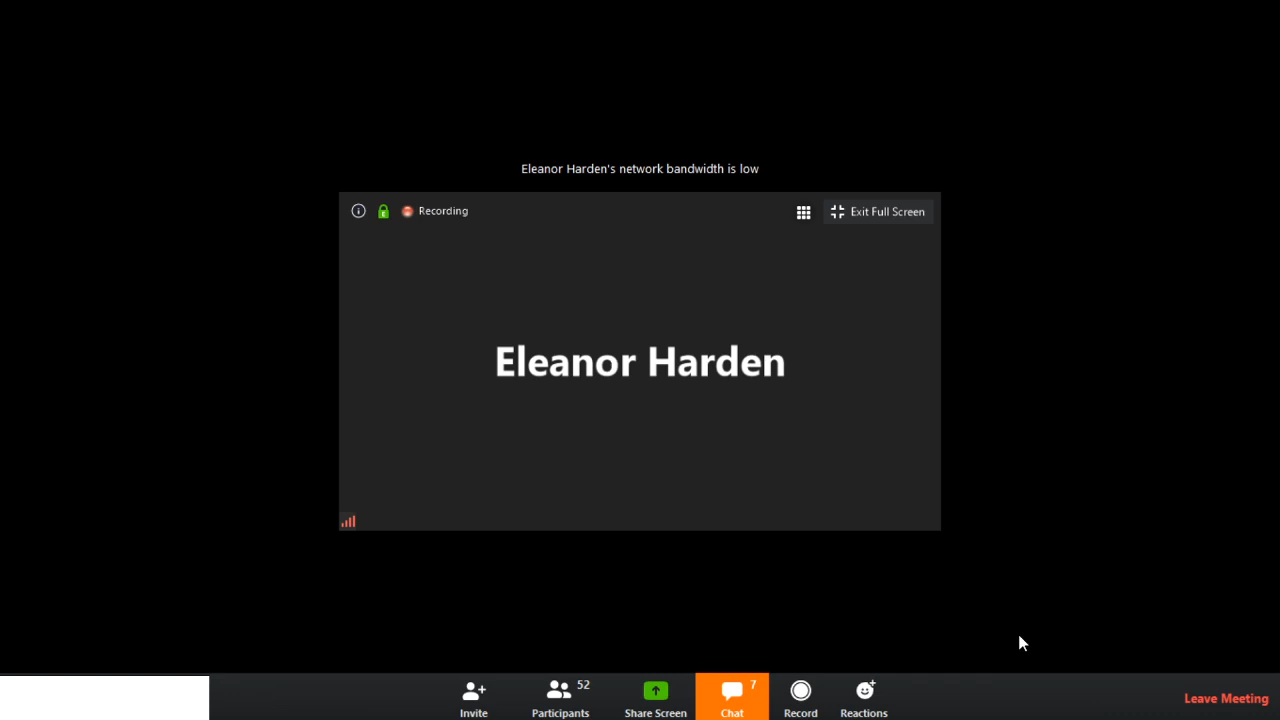 Eleanor Harden's network bandwidth is low
Recording
Exit Full Screen
Eleanor Harden
52
7
Invite
Participants
Share Screen
Chat
Record
Reactions
Leave Meeting